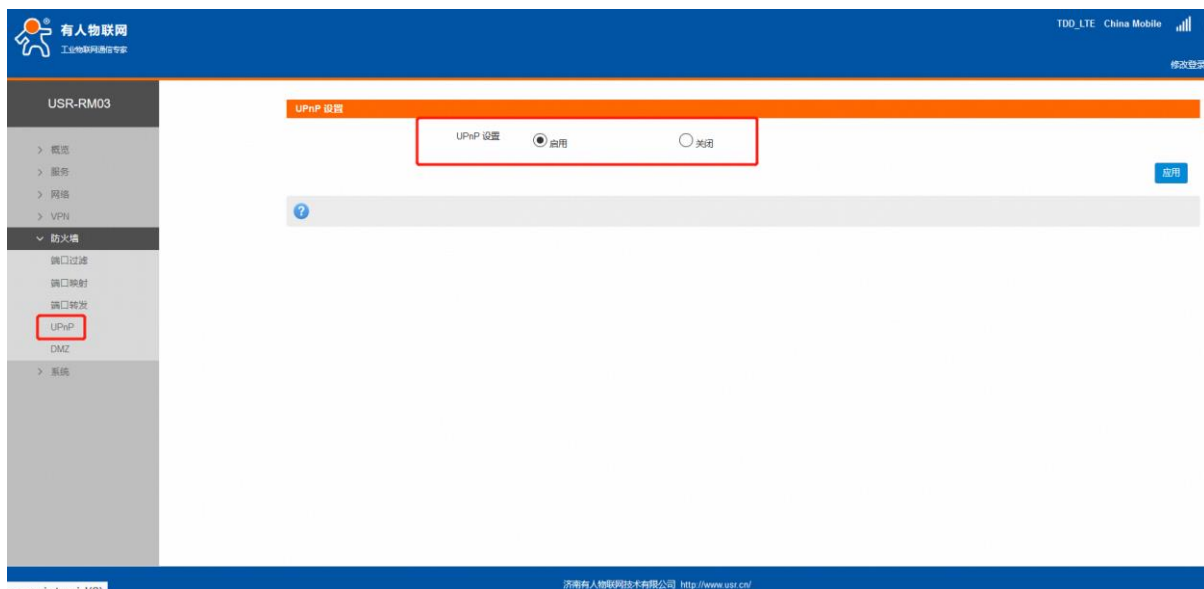 有人物联网
工业物联网通信专家
TDD_LTE China Mobile
修改登录
USR-RM03
> 概览
> 服务
> 网络
> VPN
防火墙
端口过滤
端口映射
端口转发
UPnP
DMZ
> 系统
UPnP 设置
UPnP 设置 启用 关闭
应用
济南有人物联网技术有限公司 http://www.usr.cn/